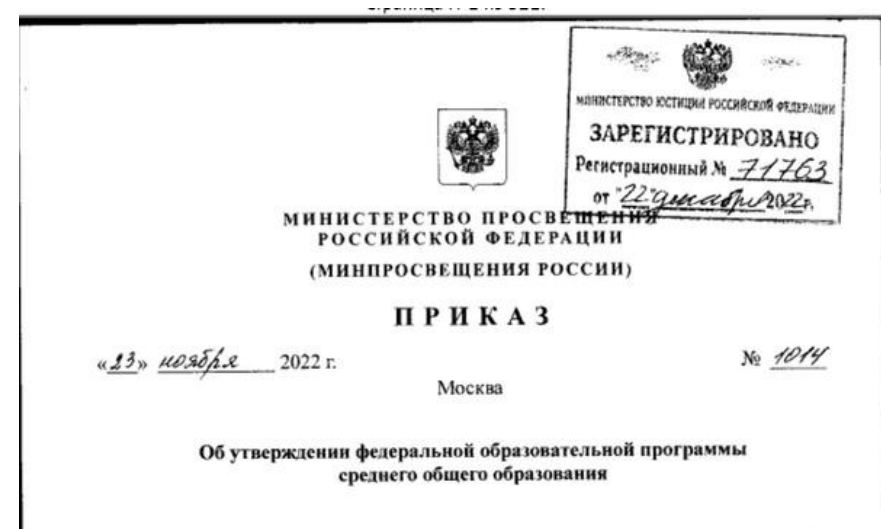 МИНИСТЕРСТВО ЮСТИЦИИ РОССИЙСКОЙ ФЕДЕРАЦИИ
ЗАРЕГИСТРИРОВАНО
Регистрационный № 71763
от "22" декабря 2022г.
МИНИСТЕРСТВО ПРОСВЕЩЕНИЯ
РОССИЙСКОЙ ФЕДЕРАЦИИ
(МИНПРОСВЕЩЕНИЯ РОССИИ)
ПРИКАЗ
«23» ноября 2022 г.
№ 1014
Москва
Об утверждении федеральной образовательной программы
среднего общего образования